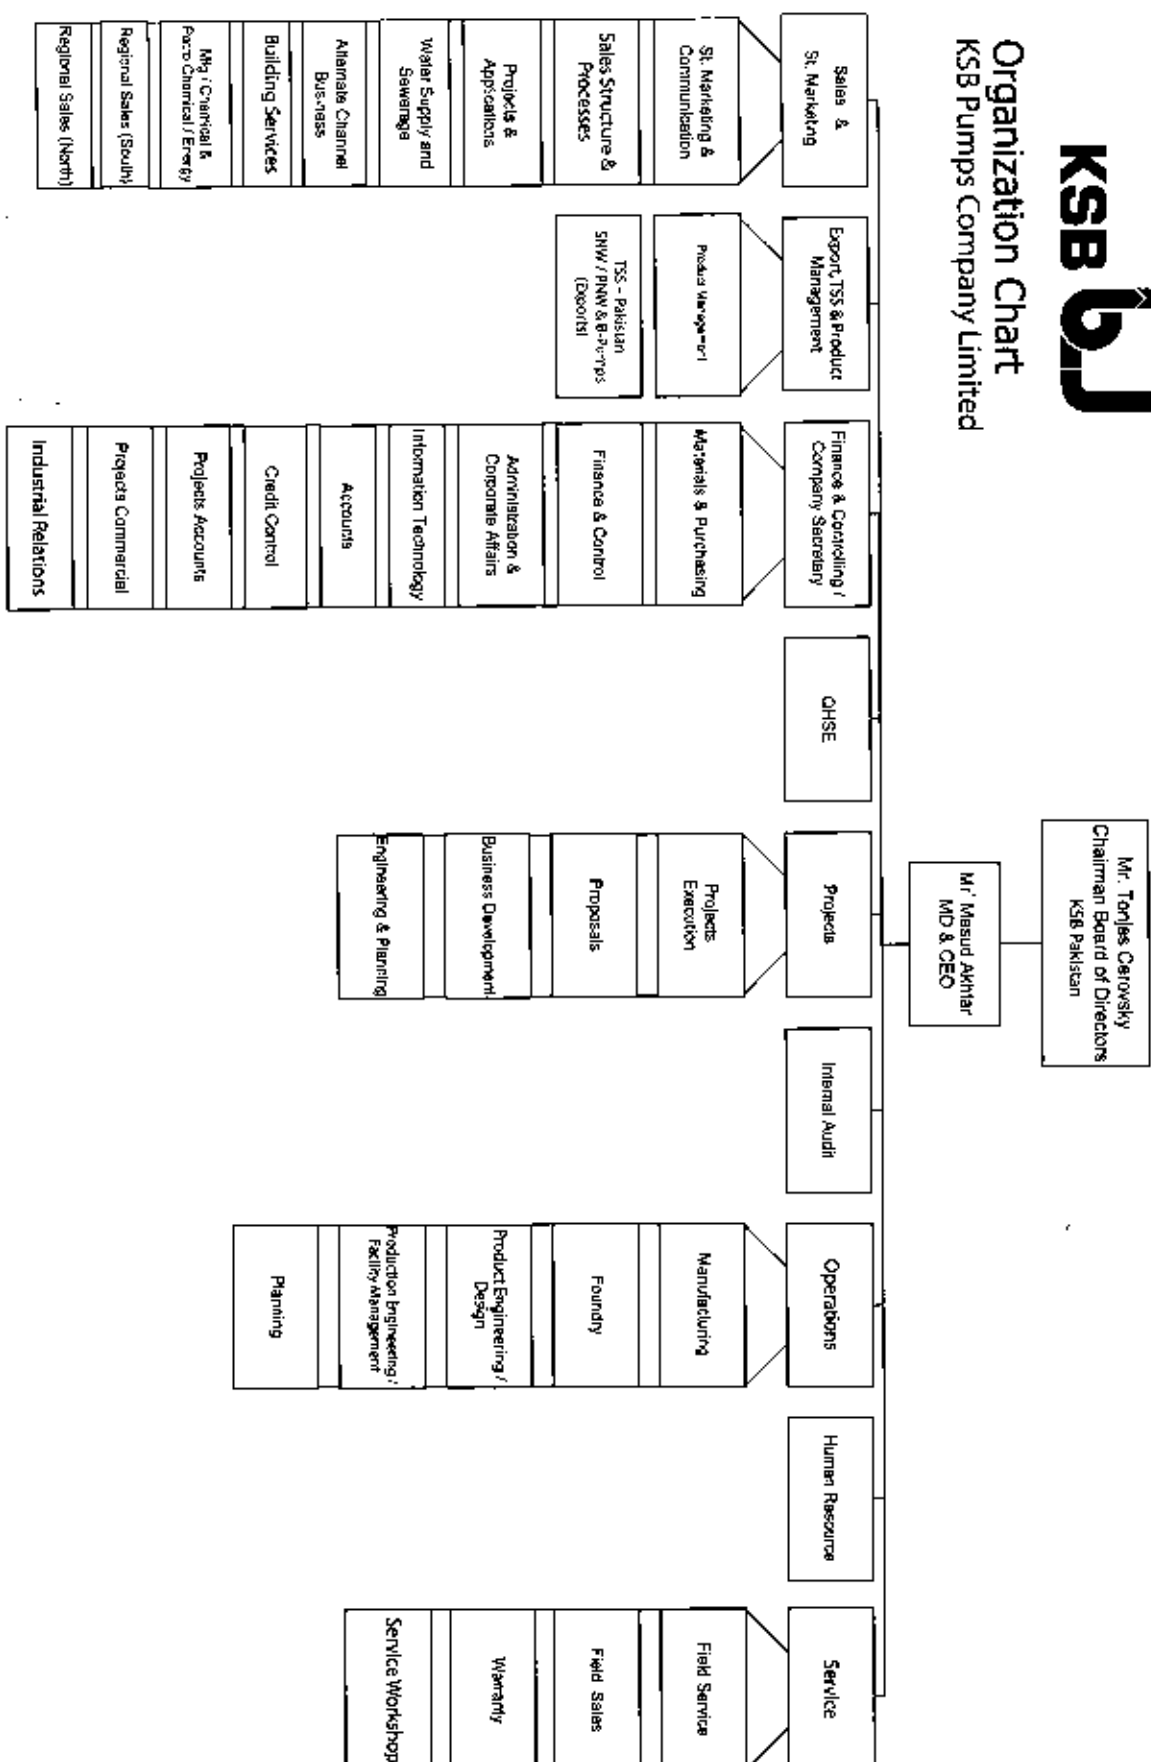 KSB
Organization Chart
KSB Pumps Company Limited
Mr. Tonjes Cerovsky
Chairman Board of Directors
KSB Pakistan
Mr' Masud Akhtar
MD & CEO
Sales &
St. Marketing
St. Marketing &
Communication
Sales Structure &
Processes
Projects &
Applications
Water Supply and
Sewerage
Alternate Channel
Business
Building Services
Mfg / Chemical &
Petro Chemical / Energy
Regional Sales (South)
Regional Sales (North)
Export, TSS & Product
Management
Product Management
TSS - Pakistan
SNW / PNW & B-Pumps
(Exports)
Finance & Controlling /
Company Secretary
Materials & Purchasing
Finance & Control
Administration &
Corporate Affairs
Information Technology
Accounts
Credit Control
Projects Accounts
Projects Commercial
Industrial Relations
QHSE
Projects
Projects
Execution
Proposals
Business Development
Engineering & Planning
Internal Audit
Operations
Manufacturing
Foundry
Product Engineering /
Design
Production Engineering /
Facility Management
Planning
Human Resource
Service
Field Service
Field Sales
Warranty
Service Workshop